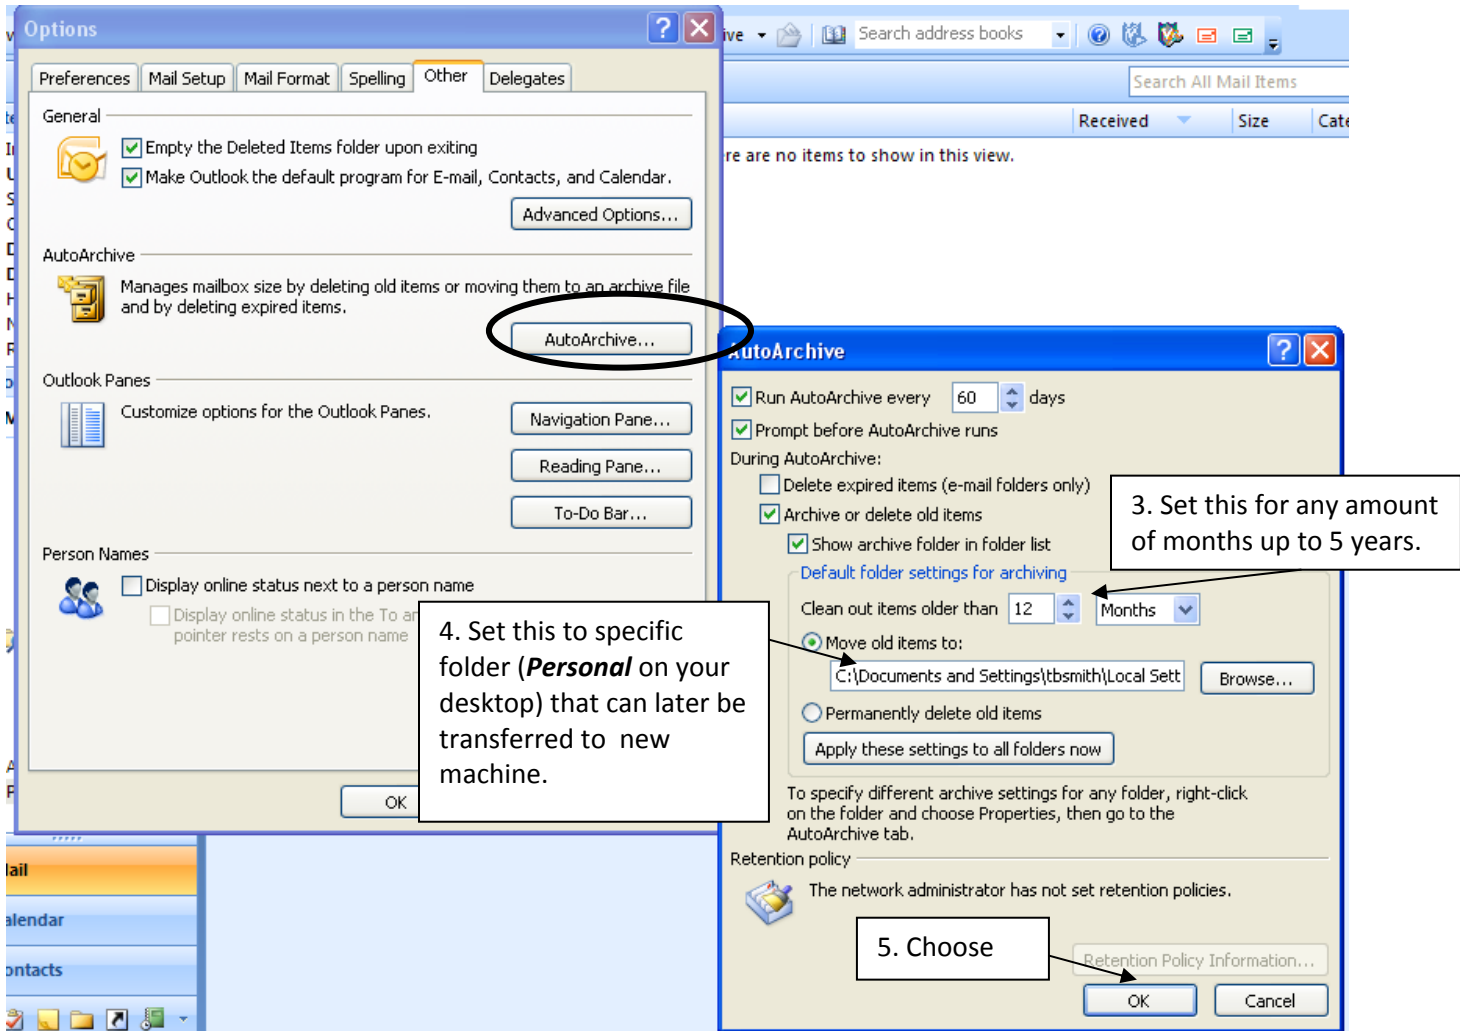 Options
ive
Search address books
Preferences Mail Setup Mail Format Spelling Other Delegates
Search All Mail Items
General
Received Size Cate
Empty the Deleted Items folder upon exiting
re are no items to show in this view.
Make Outlook the default program for E-mail, Contacts, and Calendar.
Advanced Options...
AutoArchive
Manages mailbox size by deleting old items or moving them to an archive file
and by deleting expired items.
AutoArchive...
Outlook Panes
Customize options for the Outlook Panes.
Navigation Pane...
Reading Pane...
To-Do Bar...
Person Names
Display online status next to a person name
Display online status in the To an
pointer rests on a person name
OK
AutoArchive
Run AutoArchive every 60 days
Prompt before AutoArchive runs
During AutoArchive:
Delete expired items (e-mail folders only)
Archive or delete old items
Show archive folder in folder list
Default folder settings for archiving
Clean out items older than 12 Months
Move old items to:
C:\Documents and Settings\tbsmith\Local Sett Browse...
Permanently delete old items
Apply these settings to all folders now
To specify different archive settings for any folder, right-click
on the folder and choose Properties, then go to the
AutoArchive tab.
Retention policy
The network administrator has not set retention policies.
Retention Policy Information...
OK Cancel
3. Set this for any amount
of months up to 5 years.
4. Set this to specific
folder (Personal on your
desktop) that can later be
transferred to new
machine.
5. Choose
ail
alendar
ontacts